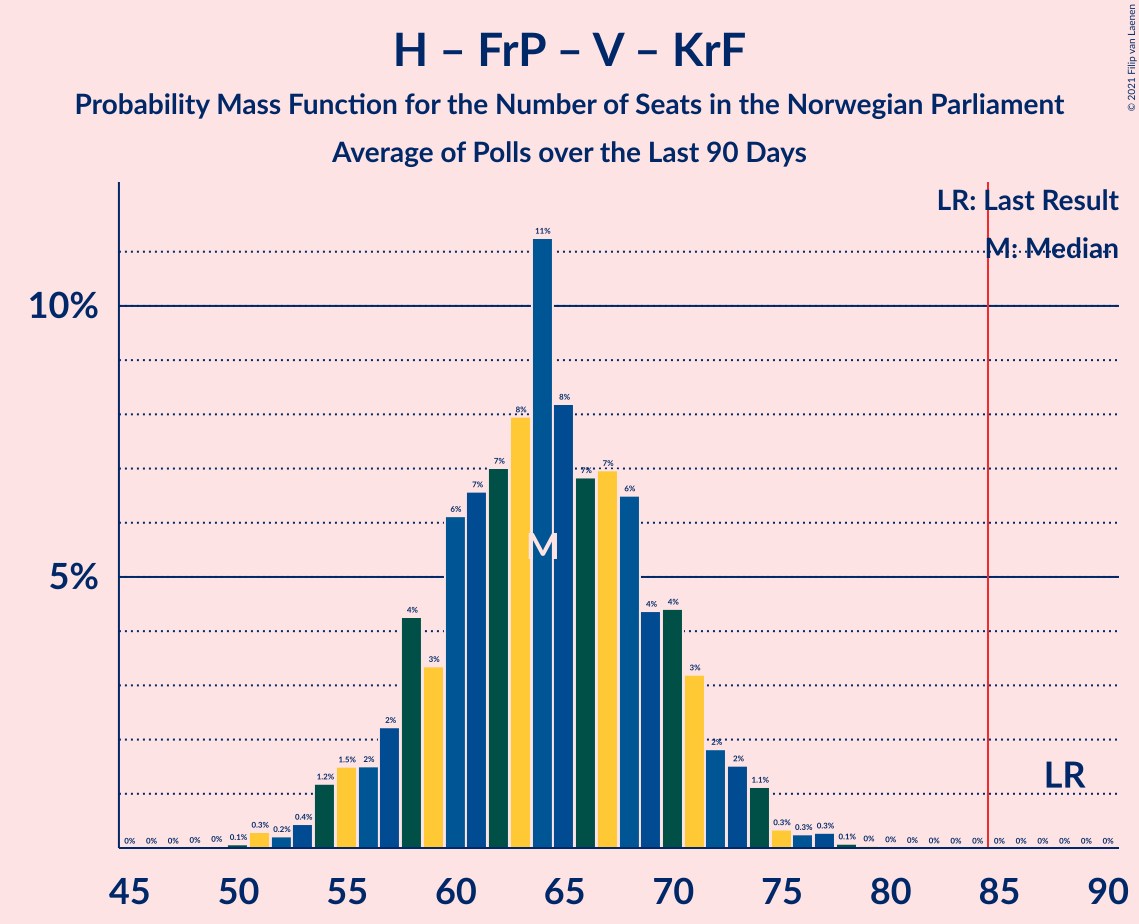 H – FrP – V – KrF
Probability Mass Function for the Number of Seats in the Norwegian Parliament
Average of Polls over the Last 90 Days
© 2021 Filip van Laenen
LR: Last Result
M: Median
10%
5%
0% 0% 0% 0% 0% 0.1% 0.3% 0.2% 0.4% 1.2% 1.5% 2% 2% 4% 3% 6% 7% 7% 8% 11% 8% 7% 7% 6% 4% 4% 3% 2% 2% 1.1% 0.3% 0.3% 0.3% 0.1% 0% 0% 0% 0% 0% 0% 0% 0% 0% 0% 0% 0%
M
LR
45 50 55 60 65 70 75 80 85 90